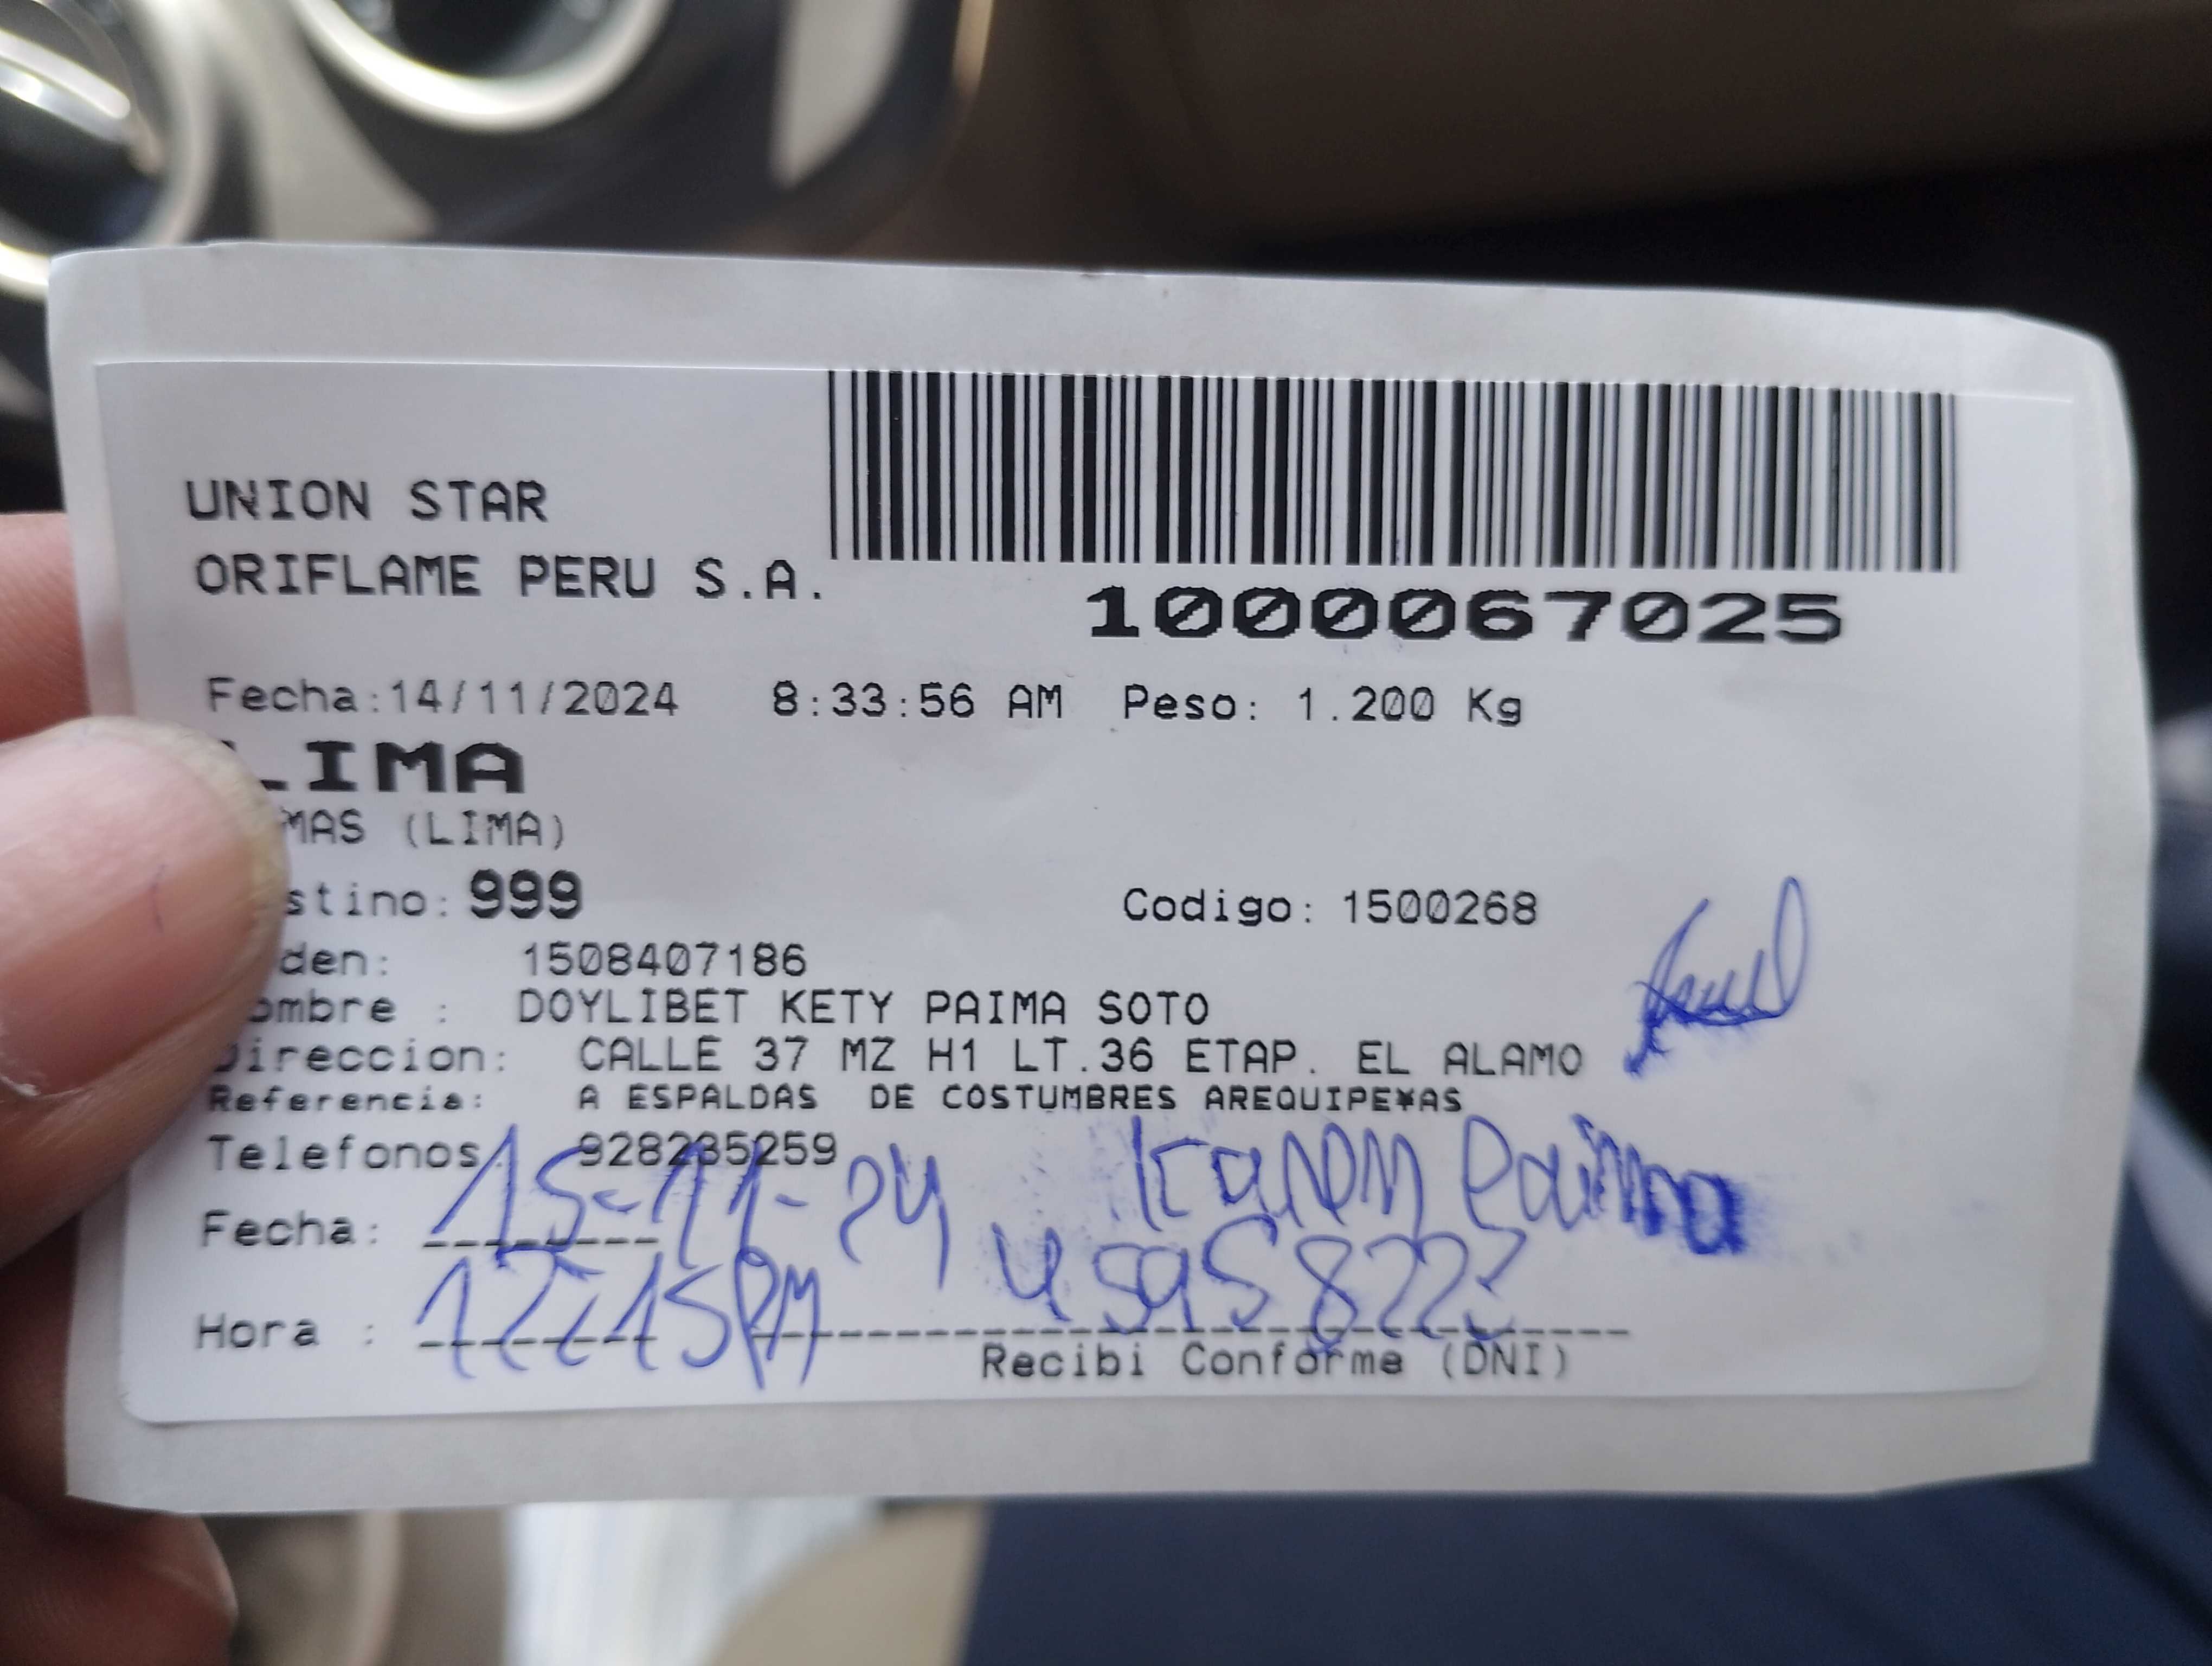 UNION STAR
ORIFLAME PERU S.A.
1000067025
Fecha:14/11/2024 8:33:56 AM Peso: 1.200 Kg
LIMA
MAS (LIMA)
stino: 999 Codigo: 1500268
den: 1508407186
ombre : DOYLIBET KETY PAIMA SOTO
Direccion: CALLE 37 MZ H1 LT.36 ETAP. EL ALAMO
Referencia: A ESPALDAS DE COSTUMBRES AREQUIPE¥AS
Telefonos: 928235259
Fecha: 15-11-24 Karen Paima
Hora : 12:15PM
Recibi Conforme (DNI)